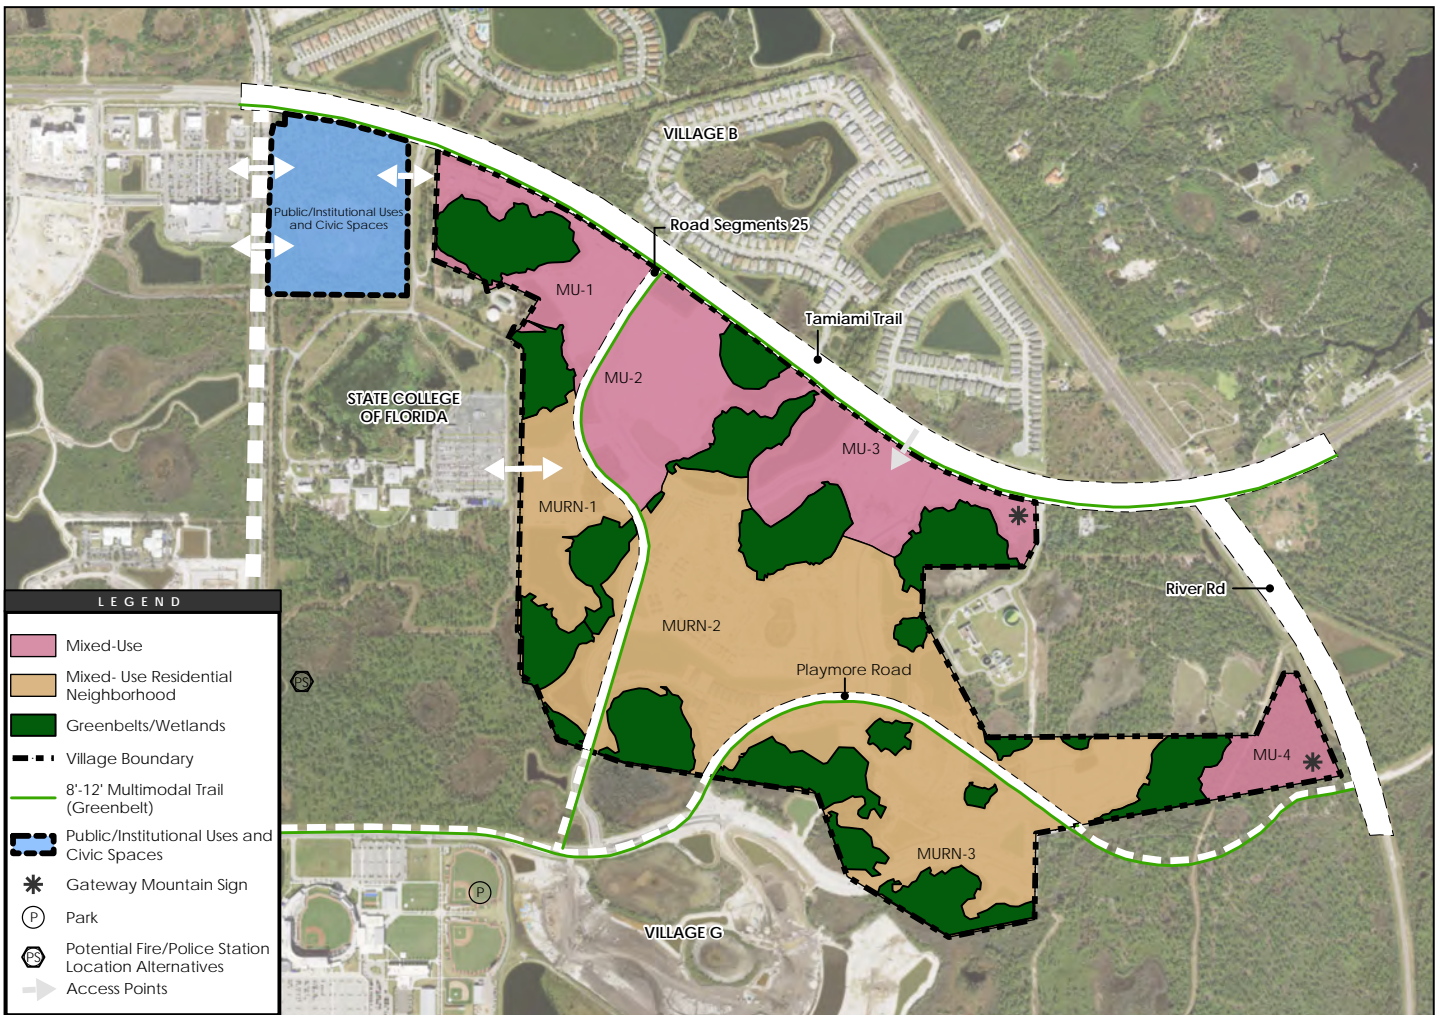 VILLAGE B
Road Segments 25
Public/Institutional Uses
and Civic Spaces
MU-1
Tamiami Trail
MU-2
STATE COLLEGE
OF FLORIDA
MU-3
MURN-1
River Rd
MURN-2
Playmore Road
MU-4
MURN-3
VILLAGE G
P
PS
LEGEND
Mixed-Use
Mixed- Use Residential
Neighborhood
Greenbelts/Wetlands
Village Boundary
8'-12' Multimodal Trail
(Greenbelt)
Public/Institutional Uses and
Civic Spaces
Gateway Mountain Sign
P Park
PS Potential Fire/Police Station
Location Alternatives
Access Points